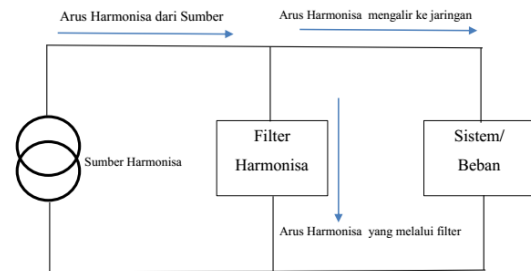 Arus Harmonisa dari Sumber
Arus Harmonisa mengalir ke jaringan
Sumber Harmonisa
Filter
Harmonisa
Sistem/
Beban
Arus Harmonisa yang melalui filter